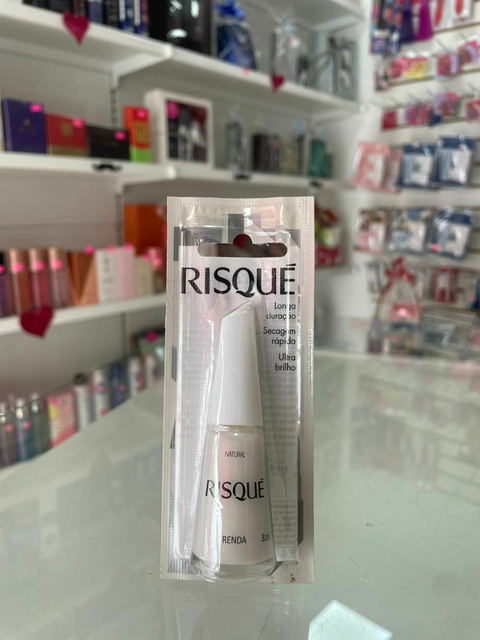 RISQUÉ
Longa
duração
Secagem
rápida
Ultra
brilho
NATURAL
RISQUÉ
RENDA 8ml